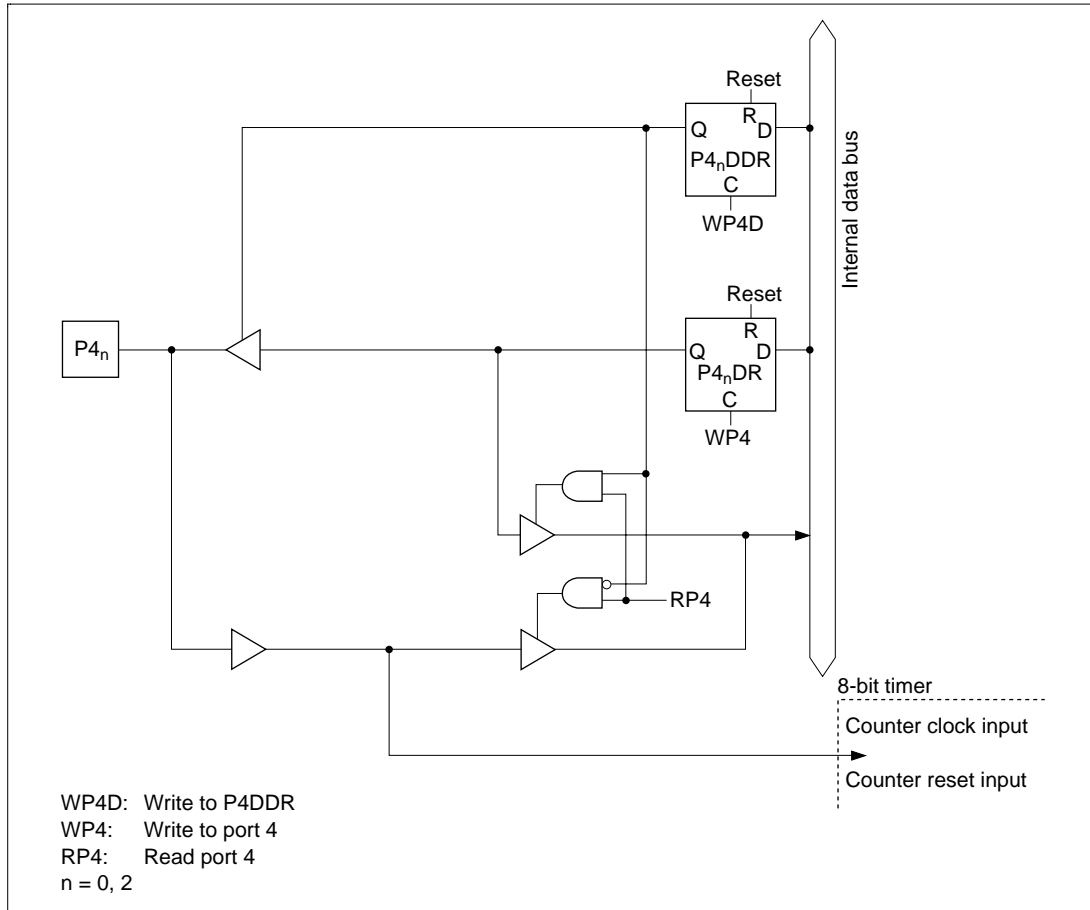 Reset
R
Q D
P4nDDR
C
WP4D
Internal data bus
Reset
R
P4n
Q D
P4nDR
C
WP4
RP4
8-bit timer
Counter clock input
Counter reset input
WP4D: Write to P4DDR
WP4: Write to port 4
RP4: Read port 4
n = 0, 2